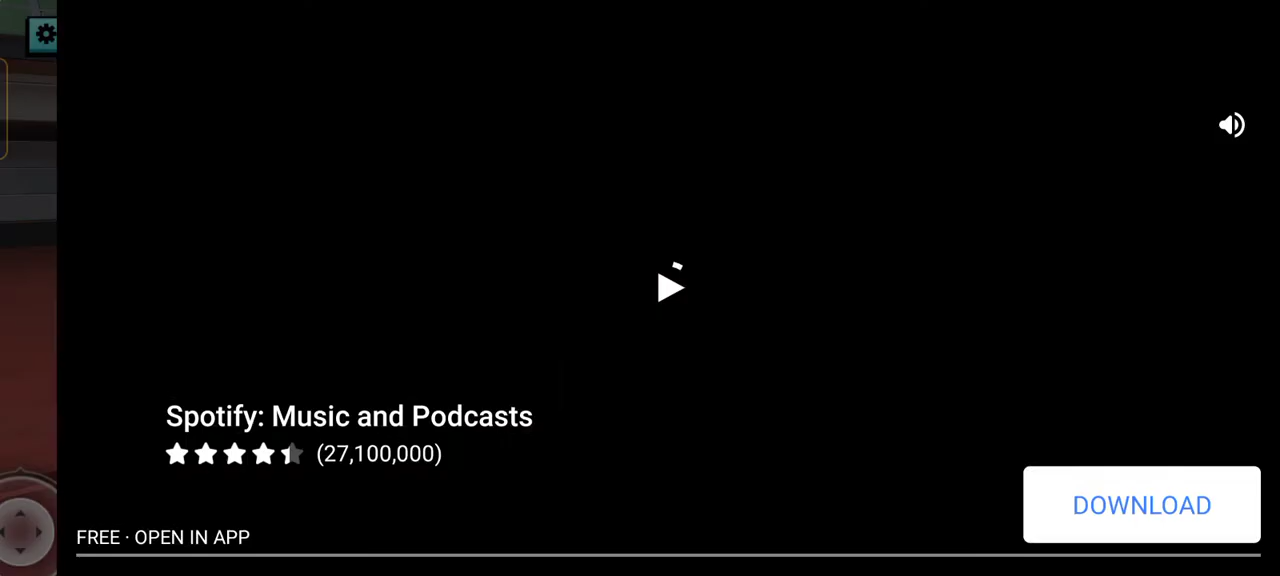 Spotify: Music and Podcasts
(27,100,000)
DOWNLOAD
FREE · OPEN IN APP